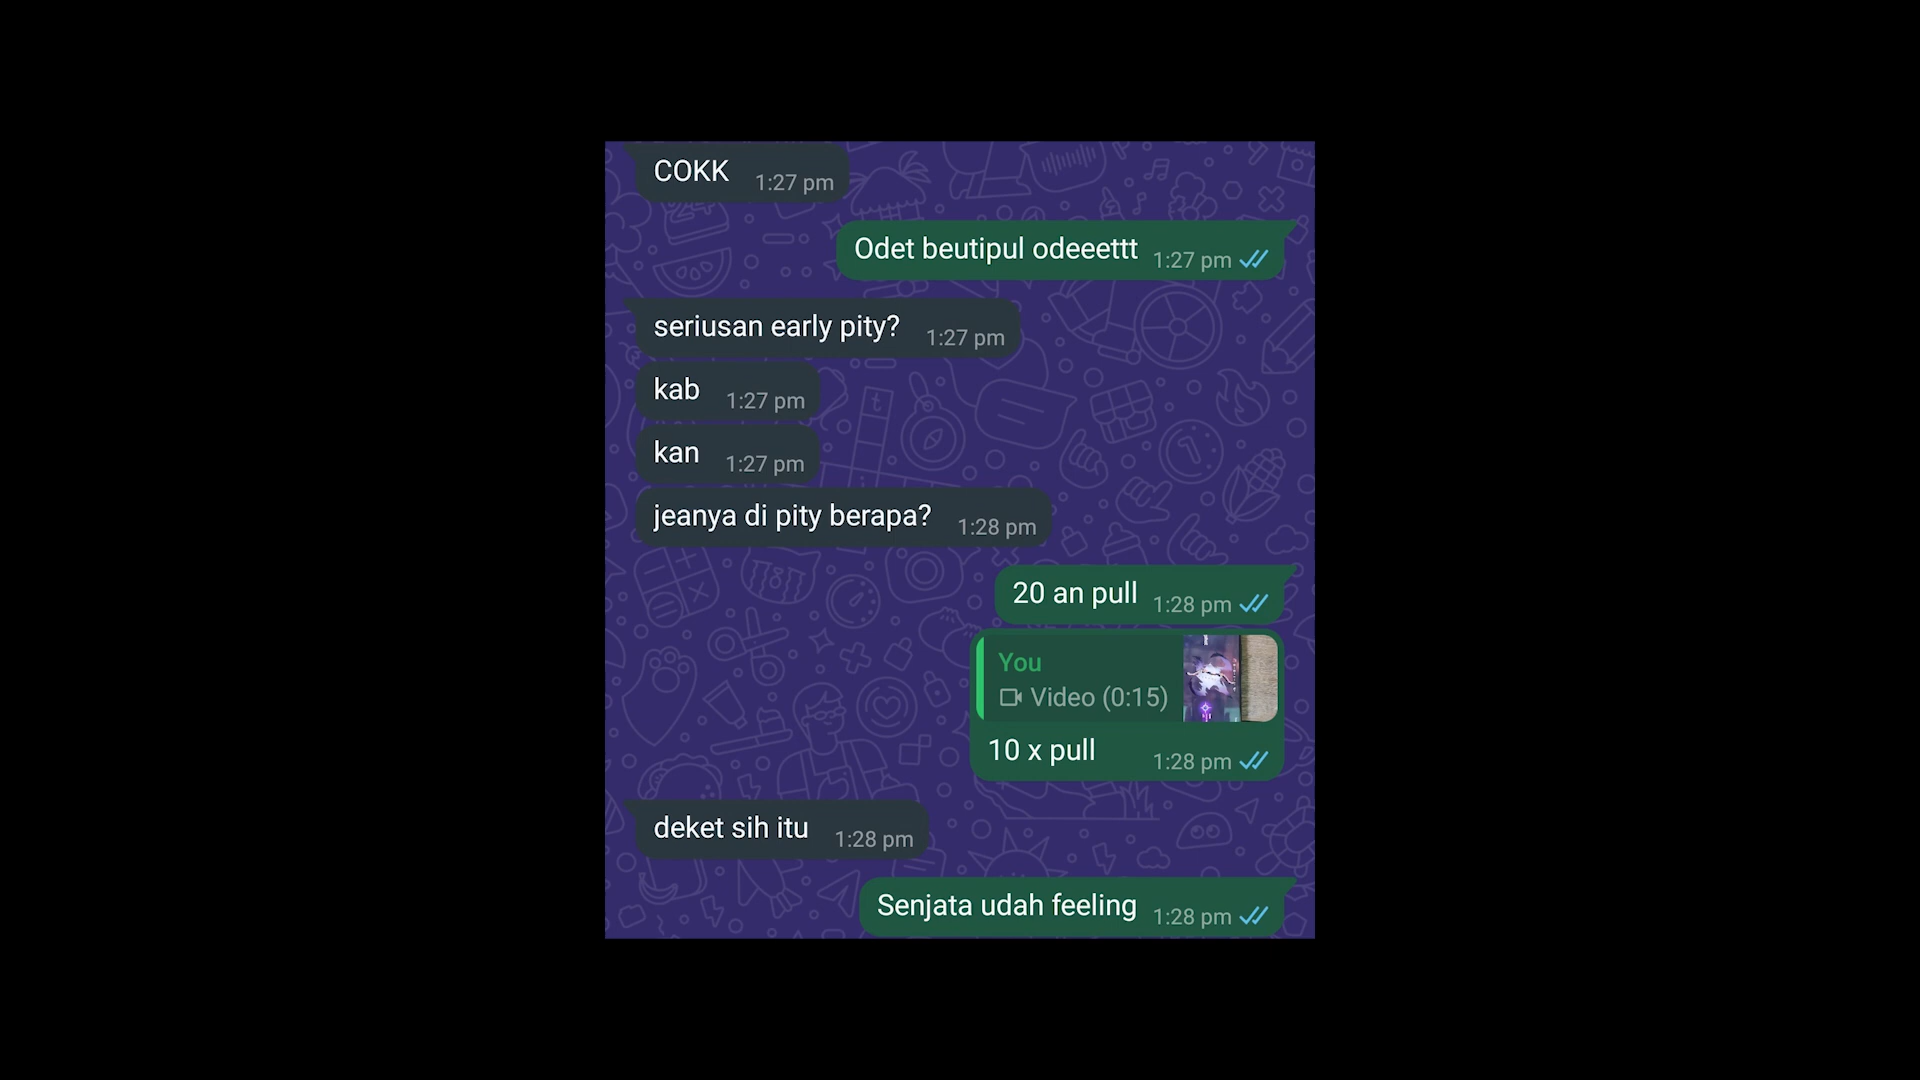 COKK 1:27 pm
Odet beutipul odeeettt 1:27 pm
seriusan early pity? 1:27 pm
kab 1:27 pm
kan 1:27 pm
jeanya di pity berapa? 1:28 pm
20 an pull 1:28 pm
You
Video (0:15)
10 x pull 1:28 pm
deket sih itu 1:28 pm
Senjata udah feeling 1:28 pm